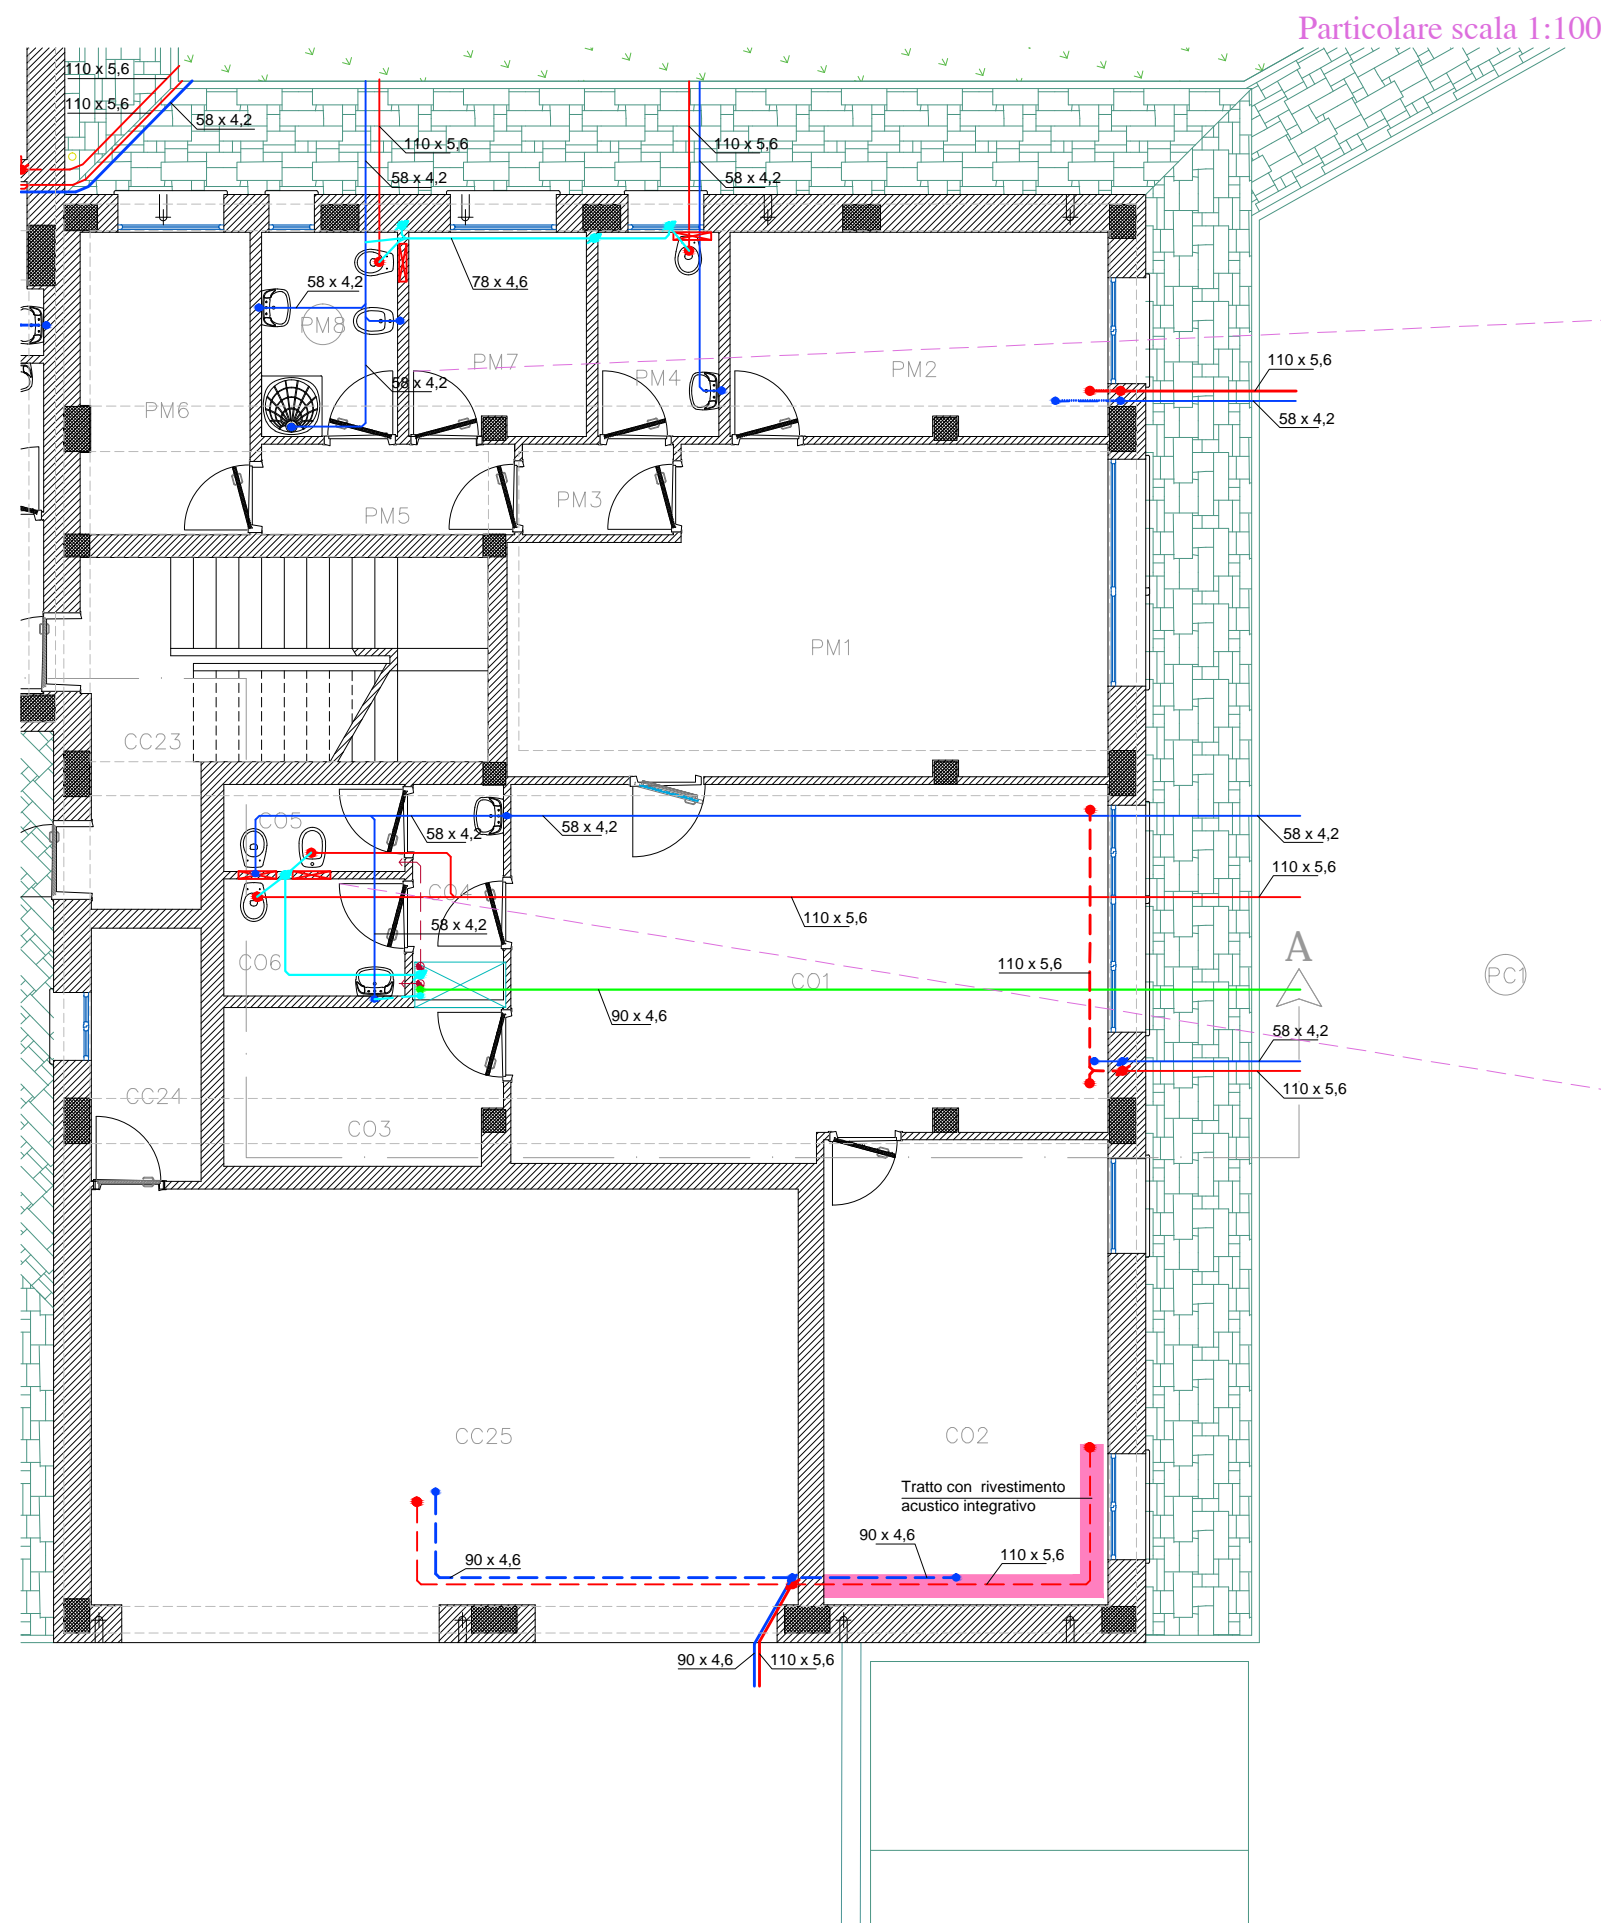 Particolare scala 1:100
110 x 5,6
110 x 5,6
58 x 4,2
110 x 5,6
58 x 4,2
110 x 5,6
58 x 4,2
58 x 4,2
78 x 4,6
PM8
PM7
PM4
PM2
58 x 4,2
110 x 5,6
58 x 4,2
PM6
PM5
PM3
PM1
CC23
CO5
58 x 4,2
58 x 4,2
58 x 4,2
110 x 5,6
CO4
58 x 4,2
110 x 5,6
A
CO6
110 x 5,6
CO1
PC1
90 x 4,6
58 x 4,2
110 x 5,6
CC24
CO3
CC25
CO2
Tratto con rivestimento
acustico integrativo
90 x 4,6
90 x 4,6
110 x 5,6
90 x 4,6
110 x 5,6